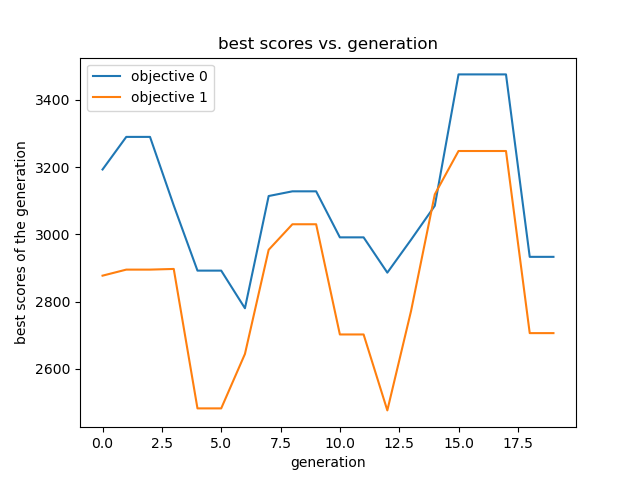 best scores vs. generation
objective 0
objective 1
best scores of the generation
3400
3200
3000
2800
2600
0.0 2.5 5.0 7.5 10.0 12.5 15.0 17.5
generation